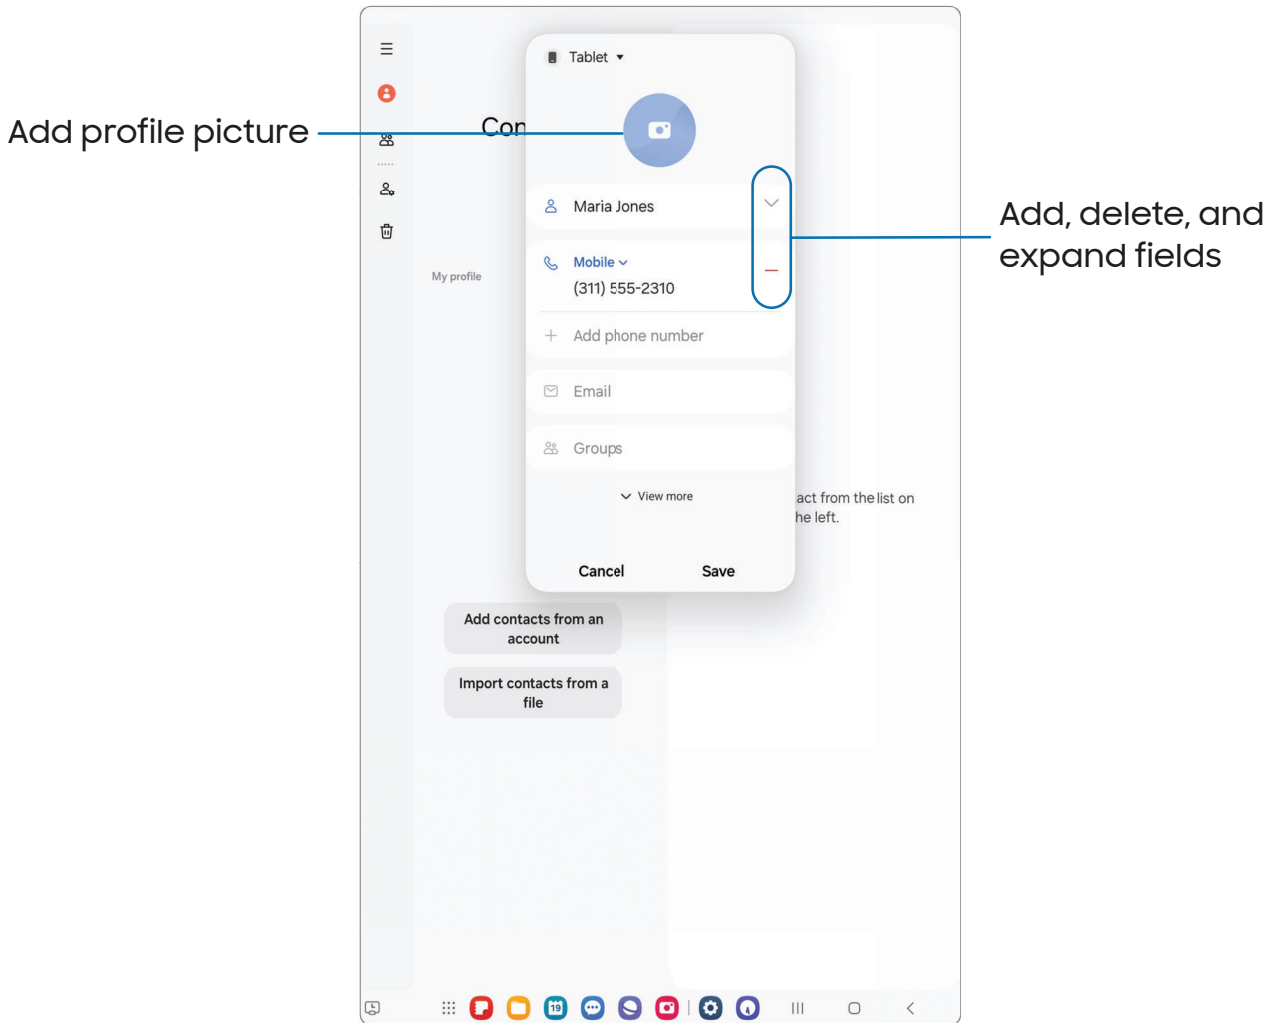 Tablet
Add profile picture
Con
Maria Jones
Add, delete, and
expand fields
Mobile
My profile
(311) 555-2310
Add phone number
Email
Groups
View more
act from the list on
he left.
Cancel
Save
Add contacts from an
account
Import contacts from a
file
19